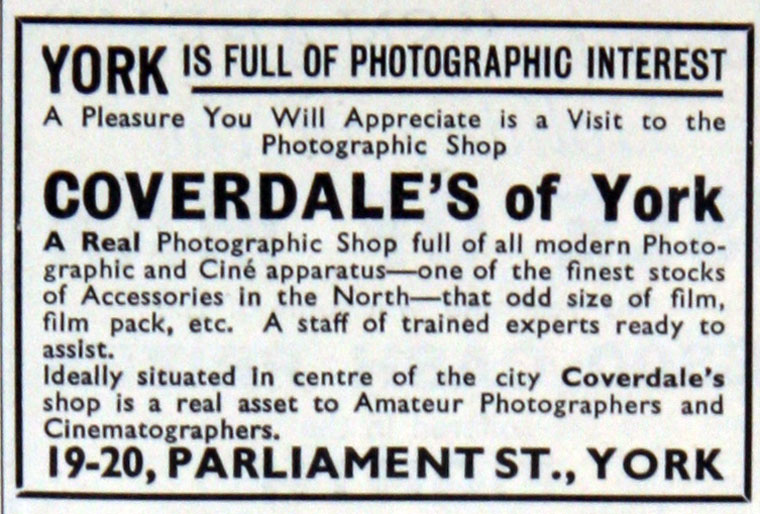 YORK IS FULL OF PHOTOGRAPHIC INTEREST
A Pleasure You Will Appreciate is a Visit to the
Photographic Shop
COVERDALE'S of York
A Real Photographic Shop full of all modern Photo-
graphic and Ciné apparatus—one of the finest stocks
of Accessories in the North—that odd size of film,
film pack, etc. A staff of trained experts ready to
assist.
Ideally situated in centre of the city Coverdale's
shop is a real asset to Amateur Photographers and
Cinematographers.
19-20, PARLIAMENT ST., YORK